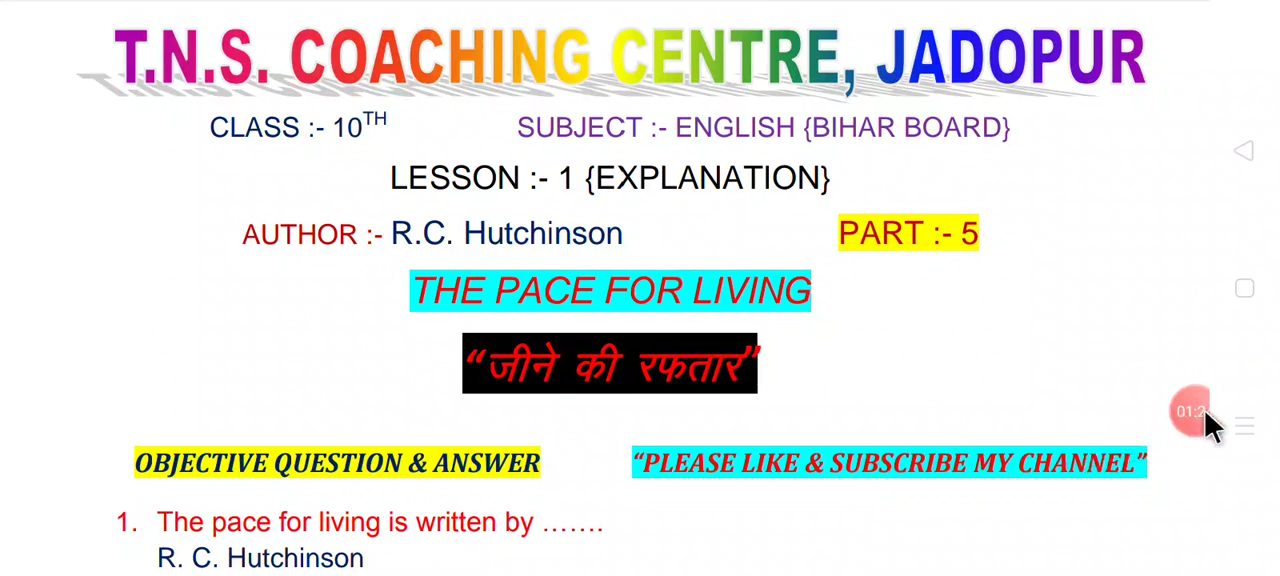 T.N.S. COACHING CENTRE, JADOPUR
CLASS :- 10TH SUBJECT :- ENGLISH {BIHAR BOARD}
LESSON :- 1 {EXPLANATION}
AUTHOR :- R.C. Hutchinson PART :- 5
THE PACE FOR LIVING
“जीने की रफतार”
01:2
OBJECTIVE QUESTION & ANSWER “PLEASE LIKE & SUBSCRIBE MY CHANNEL”
1. The pace for living is written by …….
R. C. Hutchinson